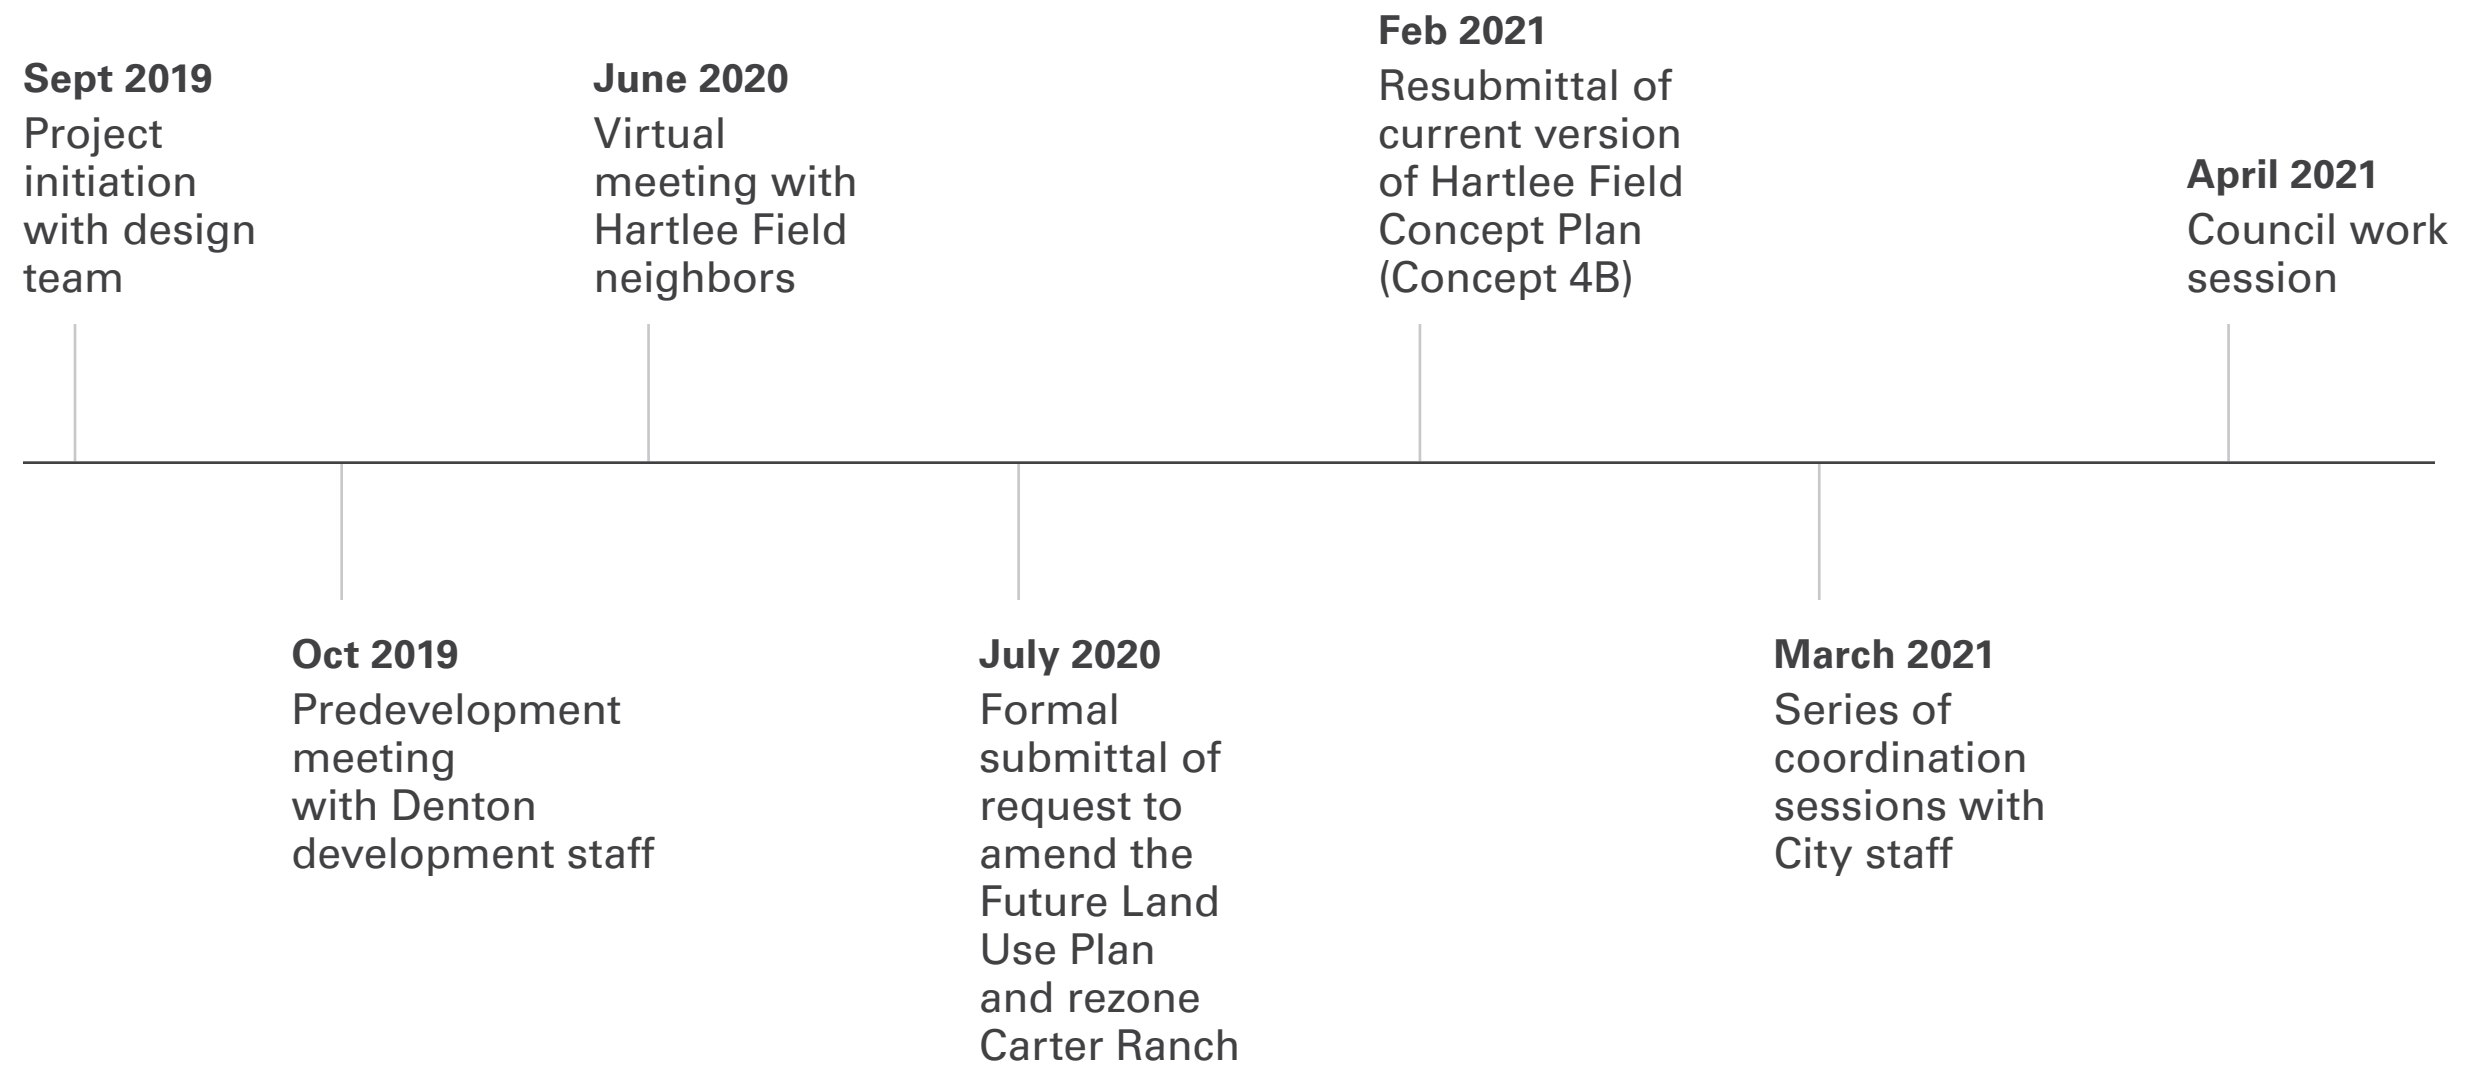 Sept 2019
Project
initiation
with design
team
Oct 2019
Predevelopment
meeting
with Denton
development staff
June 2020
Virtual
meeting with
Hartlee Field
neighbors
July 2020
Formal
submittal of
request to
amend the
Future Land
Use Plan
and rezone
Carter Ranch
Feb 2021
Resubmittal of
current version
of Hartlee Field
Concept Plan
(Concept 4B)
March 2021
Series of
coordination
sessions with
City staff
April 2021
Council work
session